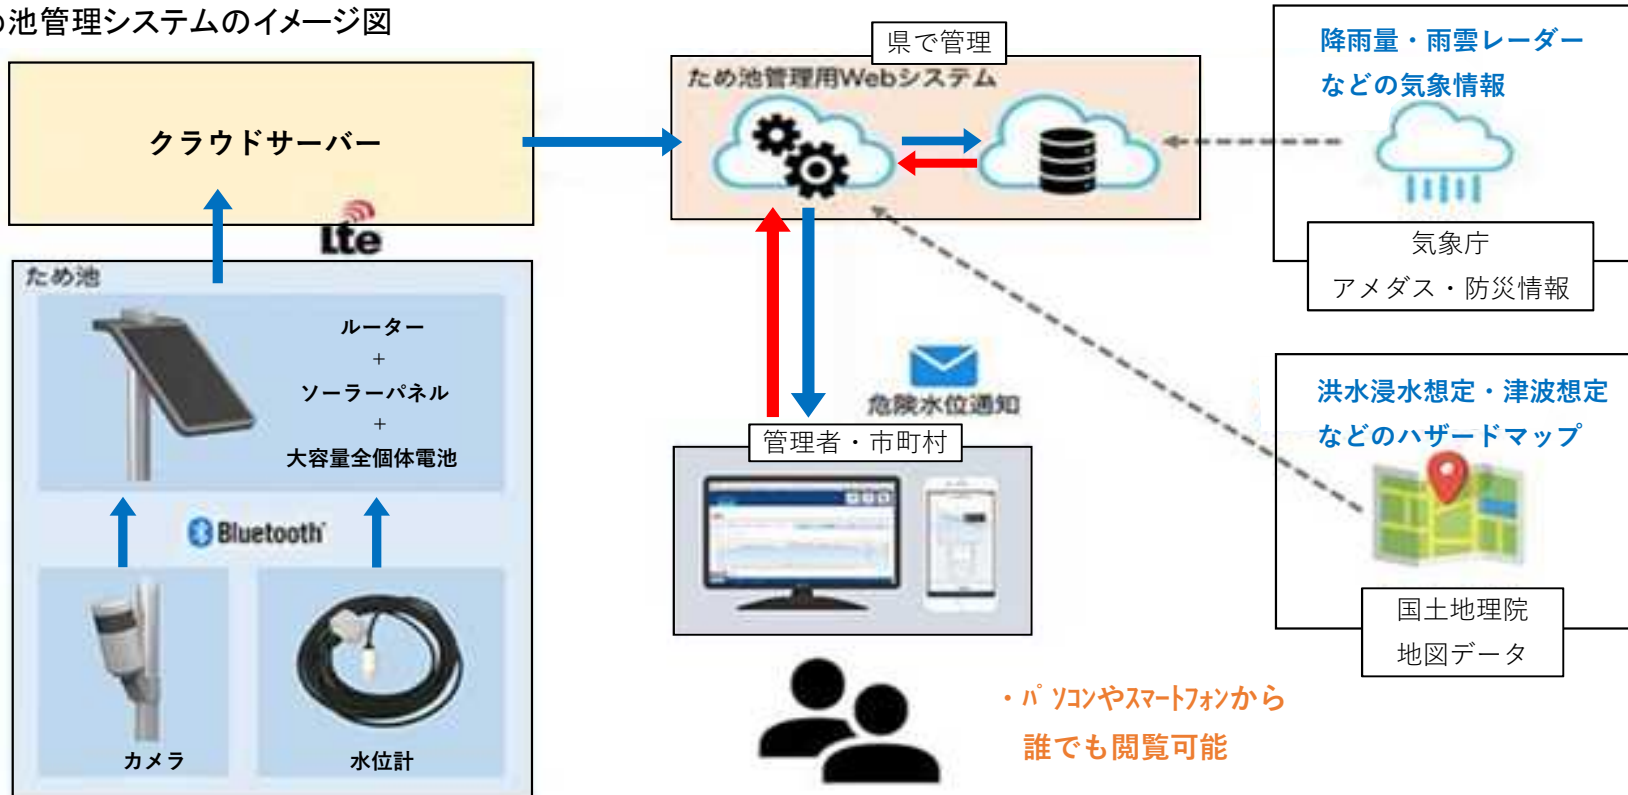 池管理システムのイメージ図
クラウドサーバー
Lte
ため池
ルーター
+
ソーラーパネル
+
大容量全個体電池
Bluetooth
カメラ
水位計
県で管理
ため池管理用Webシステム
危険水位通知
管理者・市町村
・パソコンやスマートフォンから
誰でも閲覧可能
降雨量・雨雲レーダー
などの気象情報
気象庁
アメダス・防災情報
洪水浸水想定・津波想定
などのハザードマップ
国土地理院
地図データ